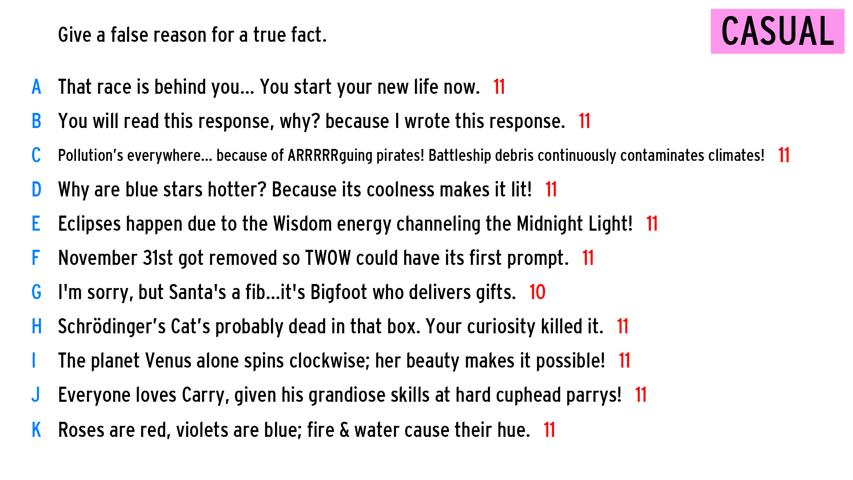 Give a false reason for a true fact.
CASUAL
A That race is behind you... You start your new life now. 11
B You will read this response, why? because I wrote this response. 11
C Pollution's everywhere... because of ARRRRRguing pirates! Battleship debris continuously contaminates climates! 11
D Why are blue stars hotter? Because its coolness makes it lit! 11
E Eclipses happen due to the Wisdom energy channeling the Midnight Light! 11
F November 31st got removed so TWOW could have its first prompt. 11
G I'm sorry, but Santa's a fib...it's Bigfoot who delivers gifts. 10
H Schrödinger's Cat's probably dead in that box. Your curiosity killed it. 11
I The planet Venus alone spins clockwise; her beauty makes it possible! 11
J Everyone loves Carry, given his grandiose skills at hard cuphead parrys! 11
K Roses are red, violets are blue; fire & water cause their hue. 11